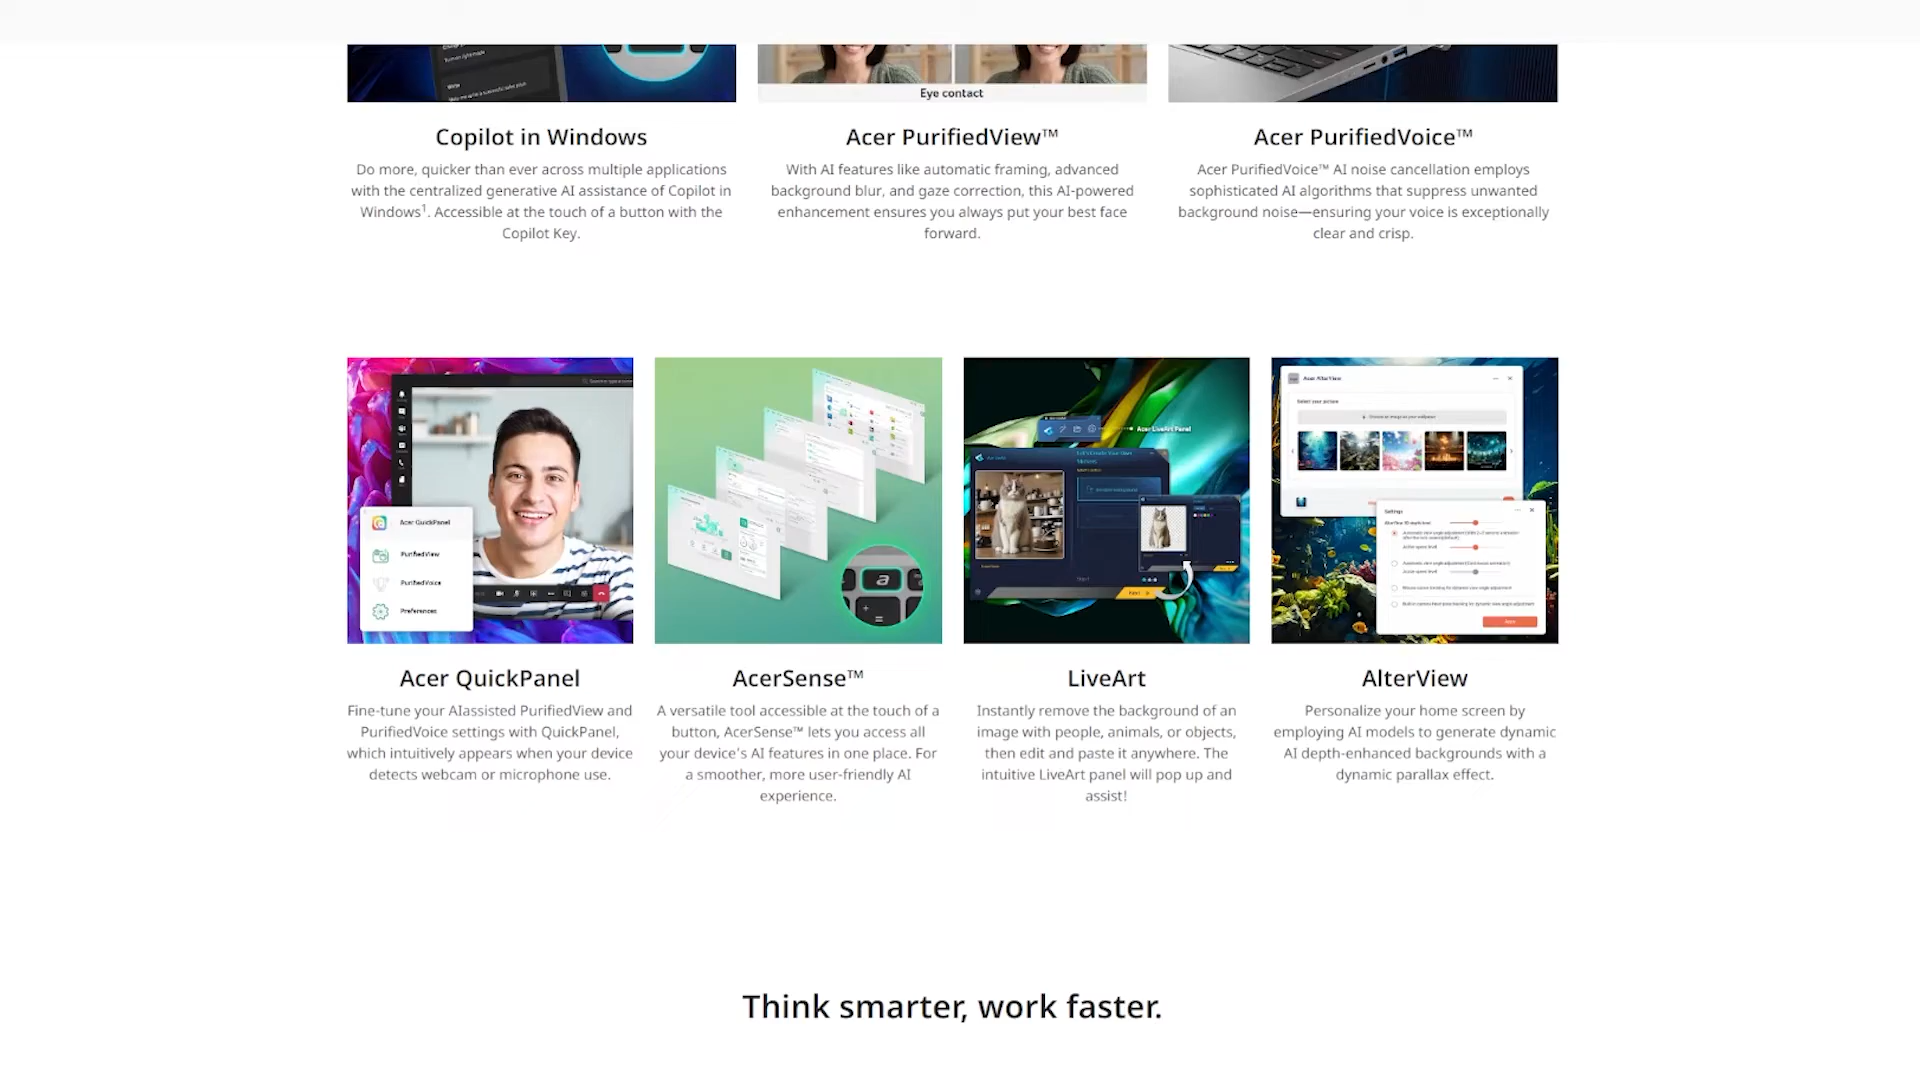 Eye contact
Copilot in Windows
Do more, quicker than ever across multiple applications
with the centralized generative AI assistance of Copilot in
Windows¹. Accessible at the touch of a button with the
Copilot Key.
Acer PurifiedView™
With AI features like automatic framing, advanced
background blur, and gaze correction, this AI-powered
enhancement ensures you always put your best face
forward.
Acer PurifiedVoice™
Acer PurifiedVoice™ AI noise cancellation employs
sophisticated AI algorithms that suppress unwanted
background noise—ensuring your voice is exceptionally
clear and crisp.
Acer QuickPanel
PurifiedView
PurifiedVoice
Preferences
a
Acer LiveArt Panel
Acer AlterView
Select your picture
Settings
Acer QuickPanel
Fine-tune your AIassisted PurifiedView and
PurifiedVoice settings with QuickPanel,
which intuitively appears when your device
detects webcam or microphone use.
AcerSense™
A versatile tool accessible at the touch of a
button, AcerSense™ lets you access all
your device's AI features in one place. For
a smoother, more user-friendly AI
experience.
LiveArt
Instantly remove the background of an
image with people, animals, or objects,
then edit and paste it anywhere. The
intuitive LiveArt panel will pop up and
assist!
AlterView
Personalize your home screen by
employing AI models to generate dynamic
AI depth-enhanced backgrounds with a
dynamic parallax effect.
Think smarter, work faster.